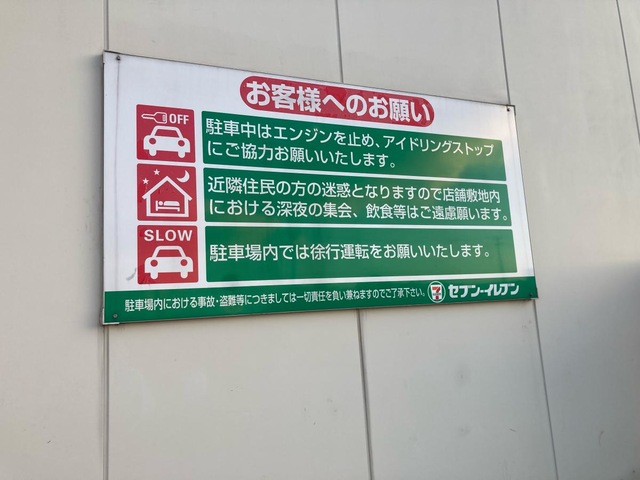 お客様へのお願い
OFF
駐車中はエンジンを止め、アイドリングストップ
にご協力お願いいたします。
近隣住民の方の迷惑となりますので店舗敷地内
における深夜の集会、飲食等はご遠慮願います。
SLOW
駐車場内では徐行運転をお願いいたします。
駐車場内における事故・盗難等につきましては一切責任を負い兼ねますのでご了承下さい。 7 ELEVEN セブン-イレブン